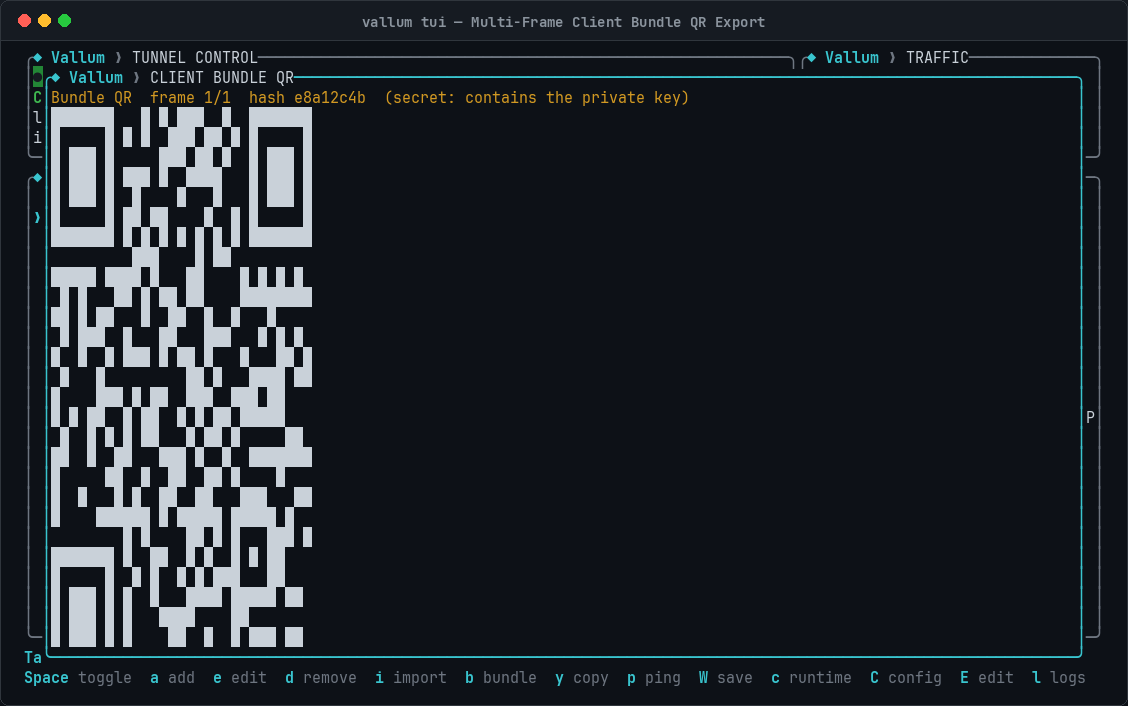 vallum tui — Multi-Frame Client Bundle QR Export
◆ Vallum ❯ TUNNEL CONTROL
◆ Vallum ❯ TRAFFIC
◆ Vallum ❯ CLIENT BUNDLE QR
C
Bundle QR frame 1/1 hash e8a12c4b (secret: contains the private key)
l
i
◆
❯
P
Ta
Space toggle a add e edit d remove i import b bundle y copy p ping W save c runtime C config E edit l logs